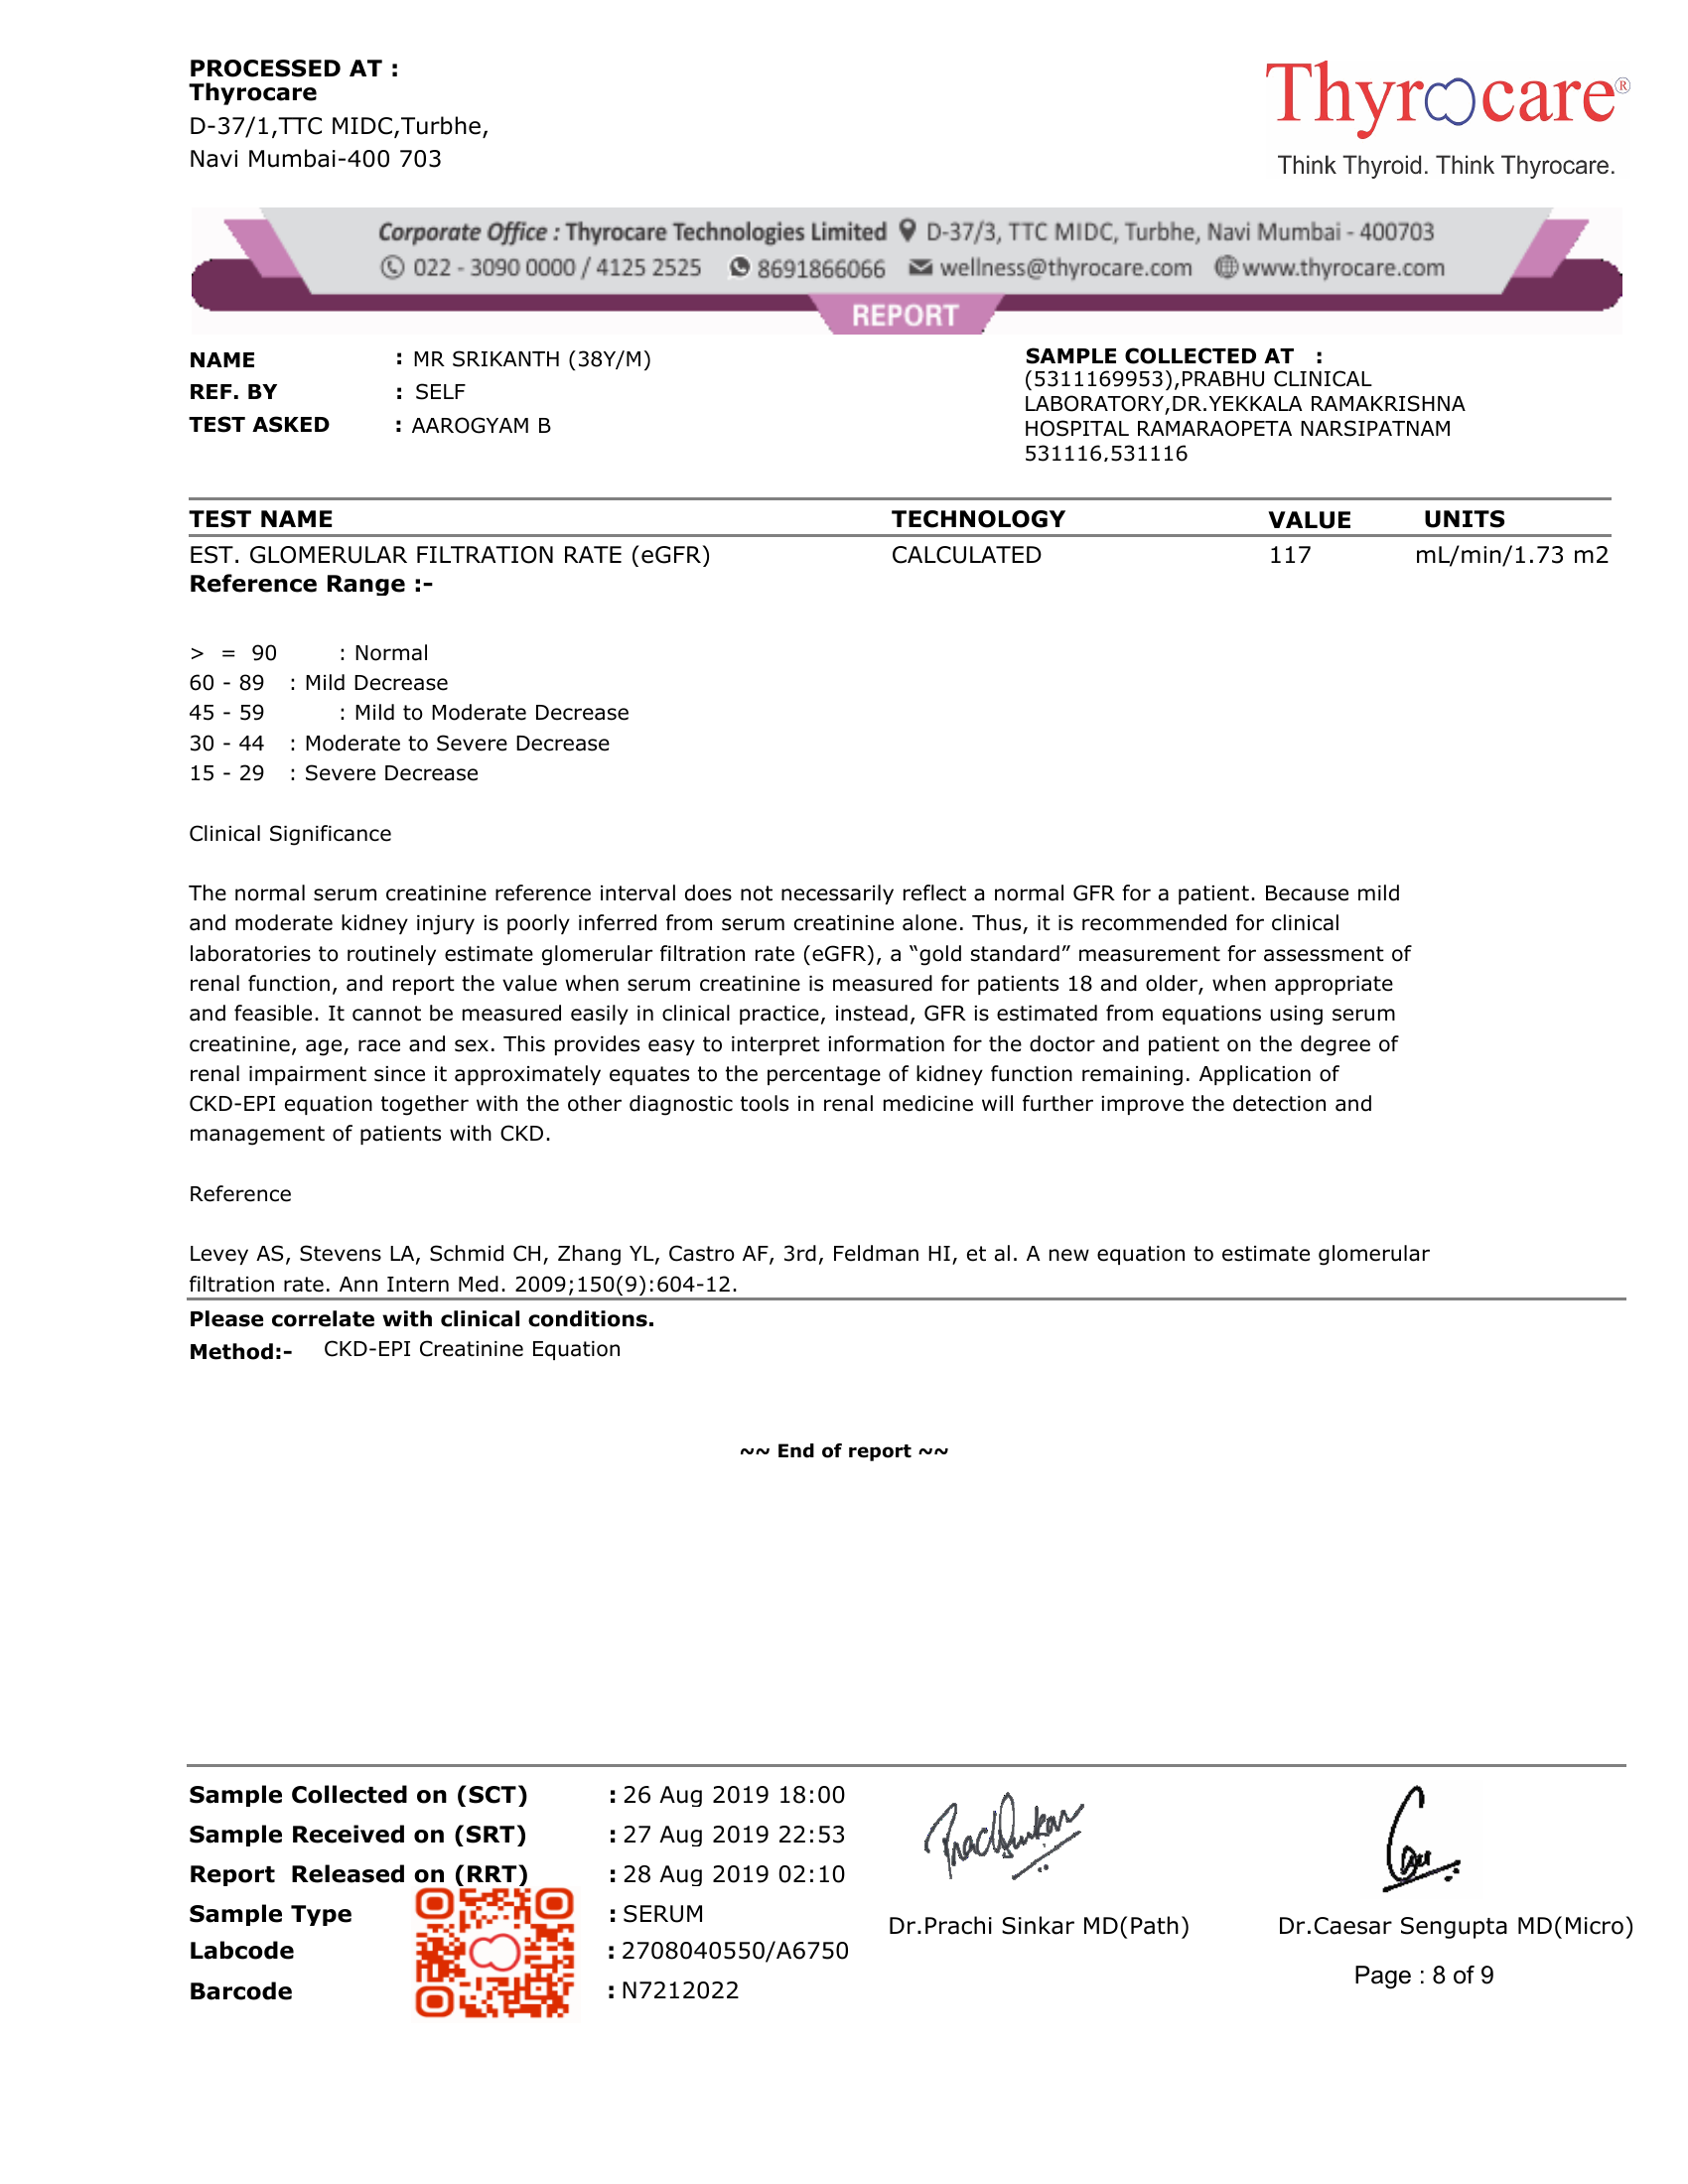 PROCESSED AT :
Thyrocare
D-37/1,TTC MIDC,Turbhe,
Navi Mumbai-400 703
Thyrocare®
Think Thyroid. Think Thyrocare.
Corporate Office : Thyrocare Technologies Limited D-37/3, TTC MIDC, Turbhe, Navi Mumbai - 400703
022 - 3090 0000 / 4125 2525 8691866066 wellness@thyrocare.com www.thyrocare.com
REPORT
NAME : MR SRIKANTH (38Y/M)
REF. BY : SELF
TEST ASKED : AAROGYAM B
SAMPLE COLLECTED AT :
(5311169953),PRABHU CLINICAL
LABORATORY,DR.YEKKALA RAMAKRISHNA
HOSPITAL RAMARAOPETA NARSIPATNAM
531116,531116
TEST NAME TECHNOLOGY VALUE UNITS
EST. GLOMERULAR FILTRATION RATE (eGFR) CALCULATED 117 mL/min/1.73 m2
Reference Range :-
> = 90 : Normal
60 - 89 : Mild Decrease
45 - 59 : Mild to Moderate Decrease
30 - 44 : Moderate to Severe Decrease
15 - 29 : Severe Decrease
Clinical Significance
The normal serum creatinine reference interval does not necessarily reflect a normal GFR for a patient. Because mild
and moderate kidney injury is poorly inferred from serum creatinine alone. Thus, it is recommended for clinical
laboratories to routinely estimate glomerular filtration rate (eGFR), a “gold standard” measurement for assessment of
renal function, and report the value when serum creatinine is measured for patients 18 and older, when appropriate
and feasible. It cannot be measured easily in clinical practice, instead, GFR is estimated from equations using serum
creatinine, age, race and sex. This provides easy to interpret information for the doctor and patient on the degree of
renal impairment since it approximately equates to the percentage of kidney function remaining. Application of
CKD-EPI equation together with the other diagnostic tools in renal medicine will further improve the detection and
management of patients with CKD.
Reference
Levey AS, Stevens LA, Schmid CH, Zhang YL, Castro AF, 3rd, Feldman HI, et al. A new equation to estimate glomerular
filtration rate. Ann Intern Med. 2009;150(9):604-12.
Please correlate with clinical conditions.
Method:- CKD-EPI Creatinine Equation
~~ End of report ~~
Sample Collected on (SCT) : 26 Aug 2019 18:00
Sample Received on (SRT) : 27 Aug 2019 22:53
Report Released on (RRT) : 28 Aug 2019 02:10
Sample Type : SERUM
Labcode : 2708040550/A6750
Barcode : N7212022
Dr.Prachi Sinkar MD(Path)
Dr.Caesar Sengupta MD(Micro)
Page : 8 of 9